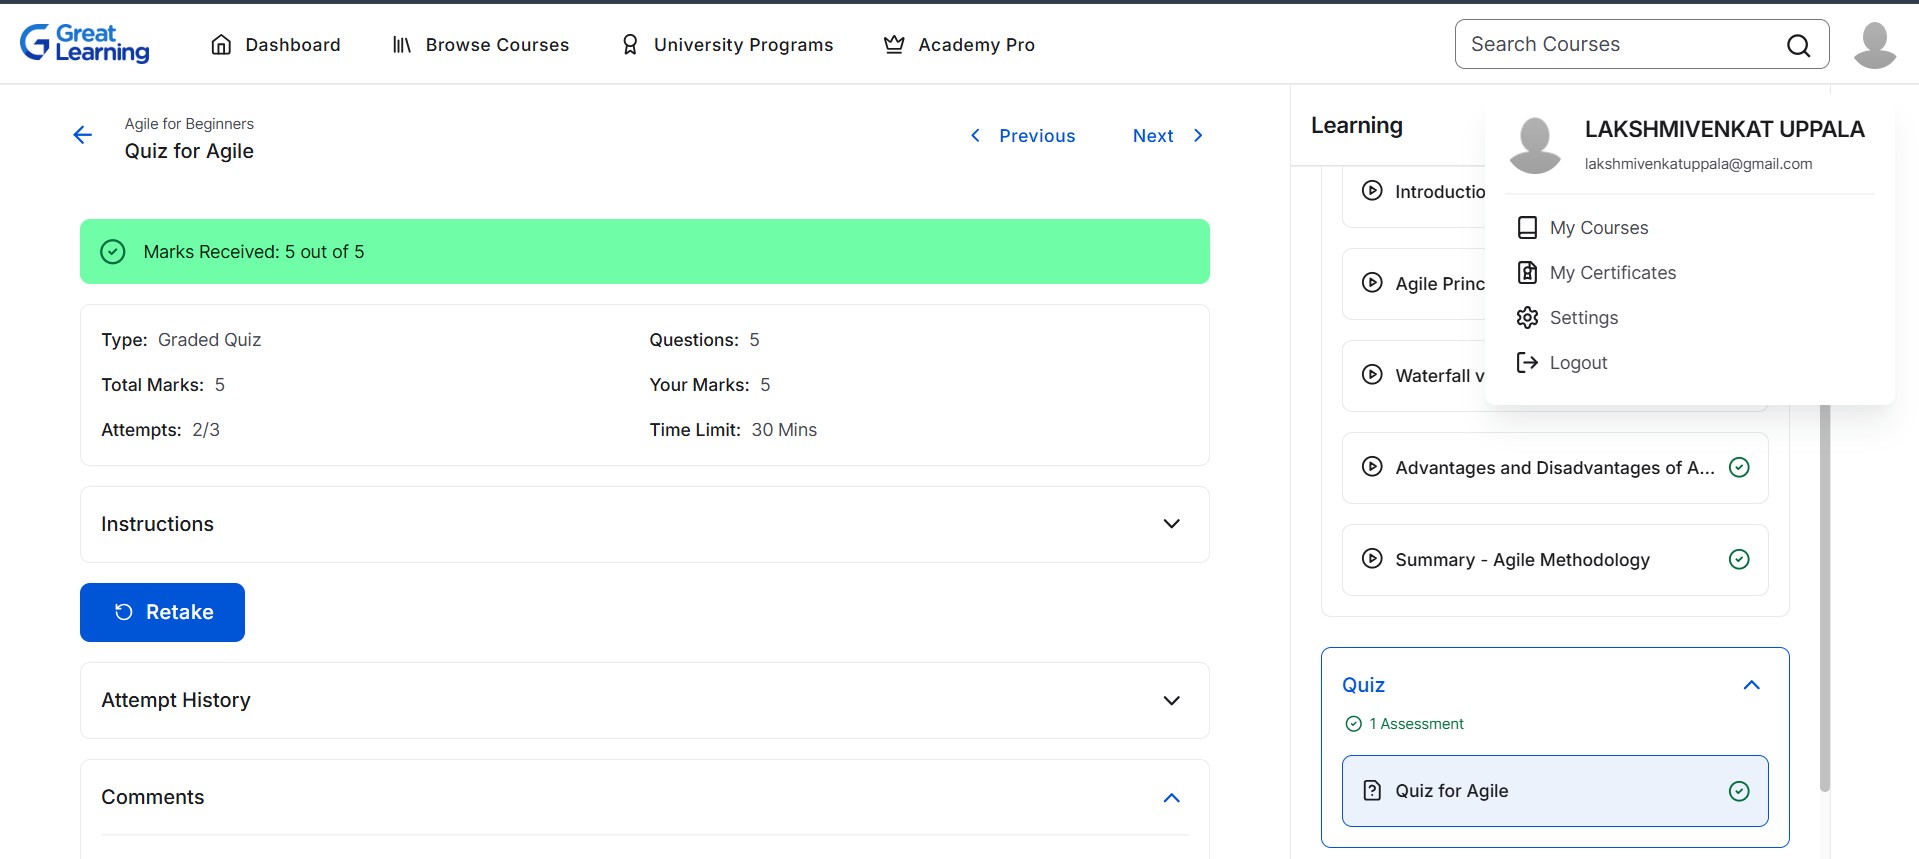 Great
Learning
Dashboard
Browse Courses
University Programs
Academy Pro
Search Courses
Agile for Beginners
Quiz for Agile
Previous
Next
Marks Received: 5 out of 5
Type: Graded Quiz
Questions: 5
Total Marks: 5
Your Marks: 5
Attempts: 2/3
Time Limit: 30 Mins
Instructions
Retake
Attempt History
Comments
Learning
LAKSHMIVENKAT UPPALA
lakshmivenkatuppala@gmail.com
My Courses
My Certificates
Settings
Logout
Introductio
Agile Princ
Waterfall v
Advantages and Disadvantages of A...
Summary - Agile Methodology
Quiz
1 Assessment
Quiz for Agile